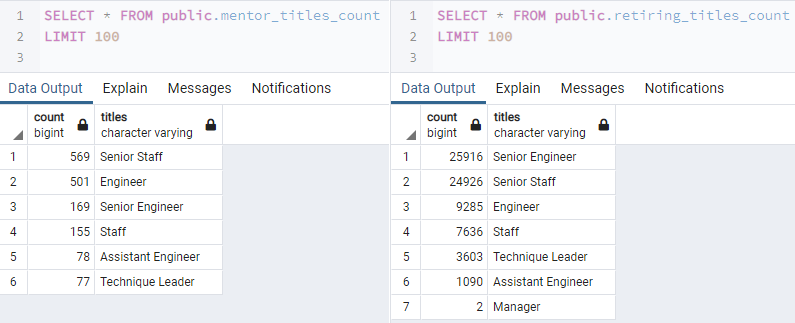 1 SELECT * FROM public.mentor_titles_count
2 LIMIT 100
3
Data Output Explain Messages Notifications
count bigint titles character varying
1 569 Senior Staff
2 501 Engineer
3 169 Senior Engineer
4 155 Staff
5 78 Assistant Engineer
6 77 Technique Leader
1 SELECT * FROM public.retiring_titles_count
2 LIMIT 100
3
Data Output Explain Messages Notifications
count bigint titles character varying
1 25916 Senior Engineer
2 24926 Senior Staff
3 9285 Engineer
4 7636 Staff
5 3603 Technique Leader
6 1090 Assistant Engineer
7 2 Manager